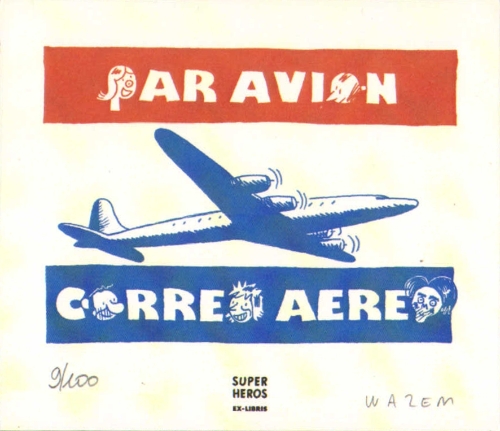 PAR AVION
CORREO AEREO
9/100
SUPER
HEROS
EX-LIBRIS
WAZEM